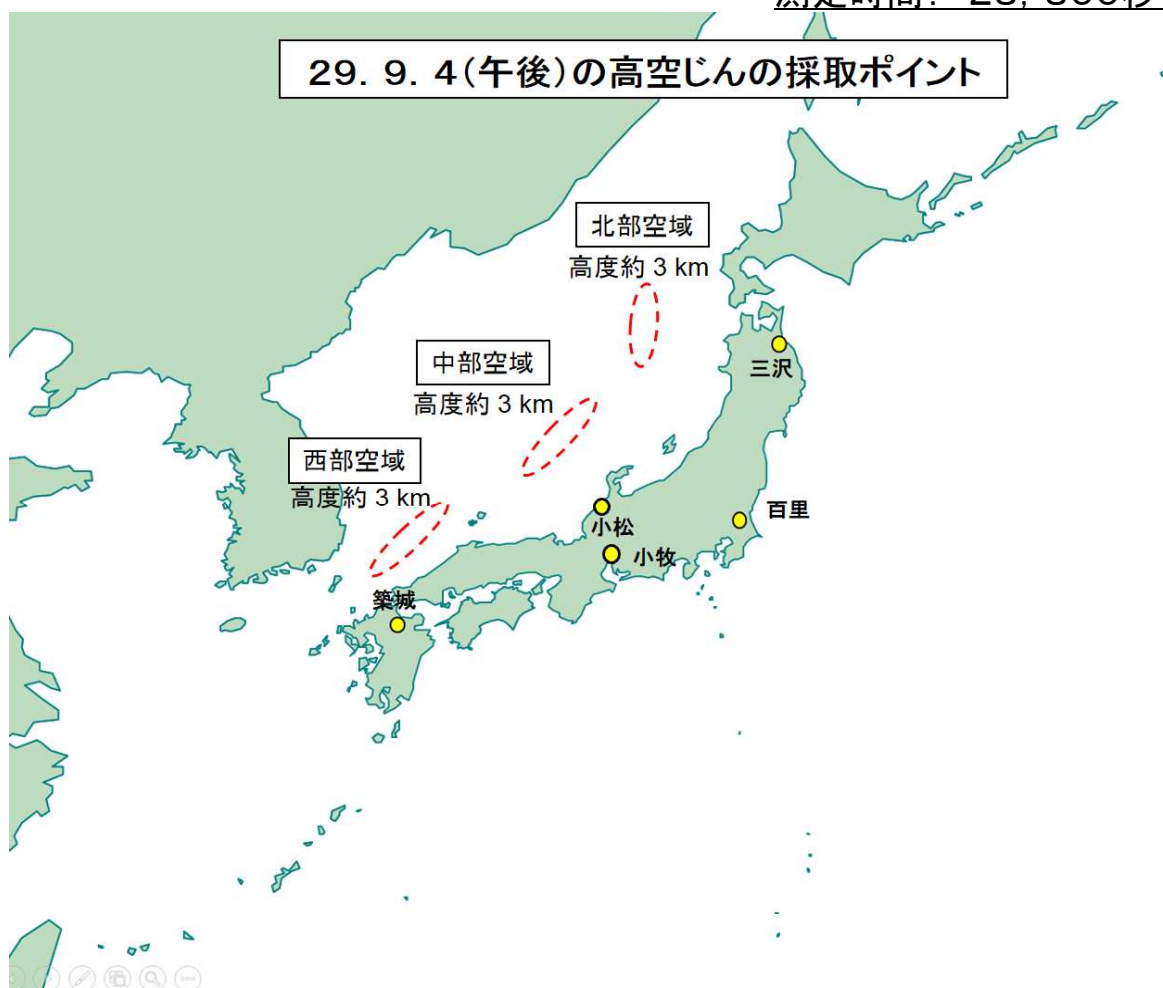 29. 9. 4(午後)の高空じんの採取ポイント
北部空域
高度約 3 km
中部空域
高度約 3 km
三沢
西部空域
高度約 3 km
百里
小松
小牧
築城